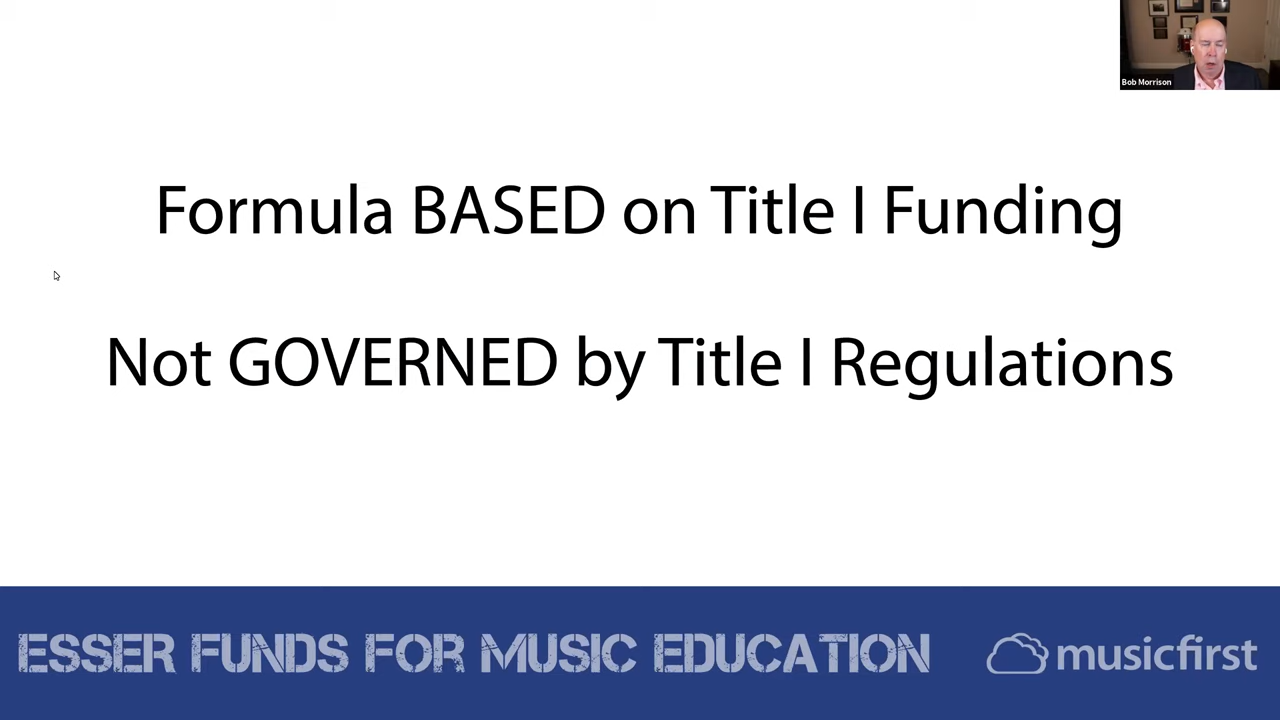 Bob Morrison
Formula BASED on Title I Funding
Not GOVERNED by Title I Regulations
ESSER FUNDS FOR MUSIC EDUCATION
musicfirst